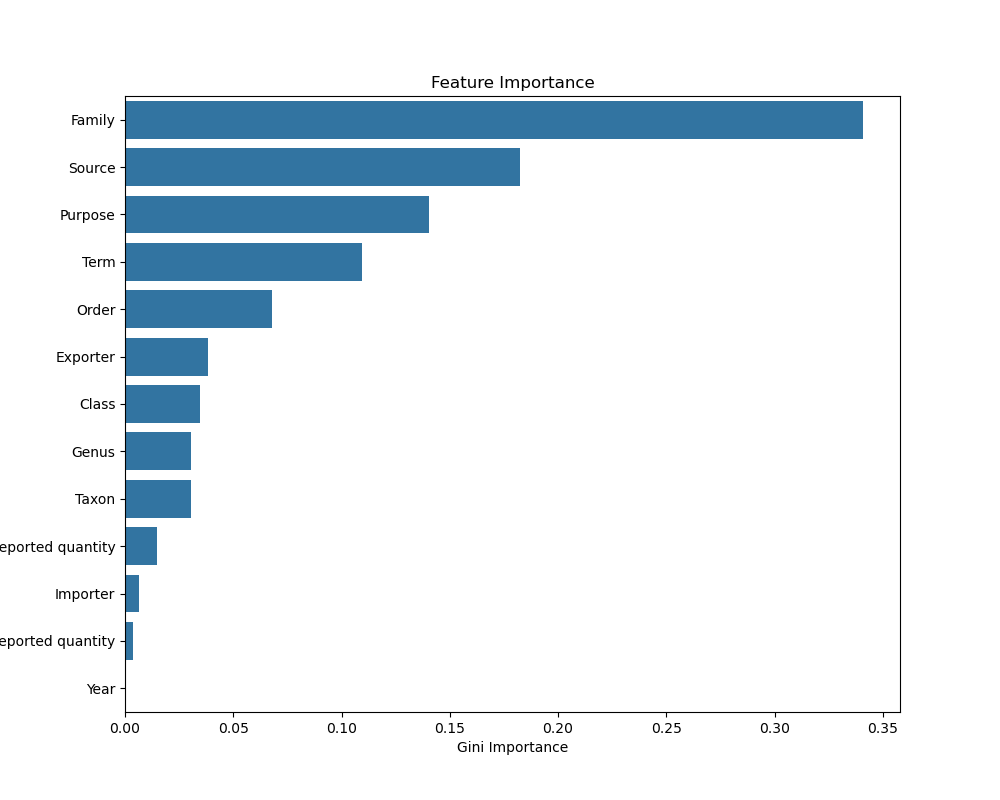 Feature Importance
Family
Source
Purpose
Term
Order
Exporter
Class
Genus
Taxon
eported quantity
Importer
eported quantity
Year
0.00 0.05 0.10 0.15 0.20 0.25 0.30 0.35
Gini Importance